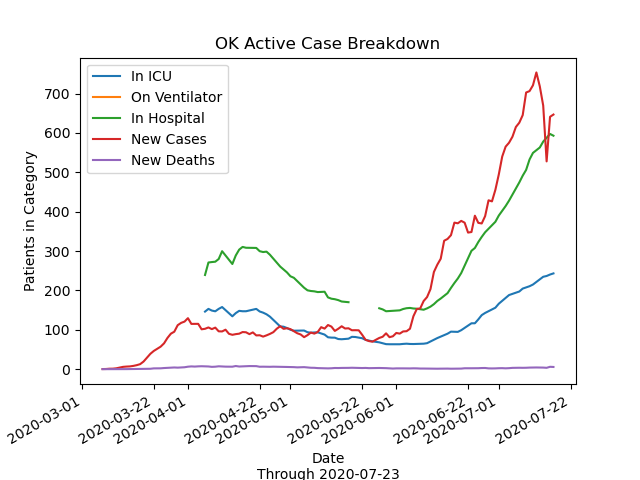 OK Active Case Breakdown
In ICU
On Ventilator
In Hospital
New Cases
New Deaths
Patients in Category
700
600
500
400
300
200
100
0
2020-03-01
2020-03-22
2020-04-01
2020-04-22
2020-05-01
2020-05-22
2020-06-01
2020-06-22
2020-07-01
2020-07-22
Date
Through 2020-07-23